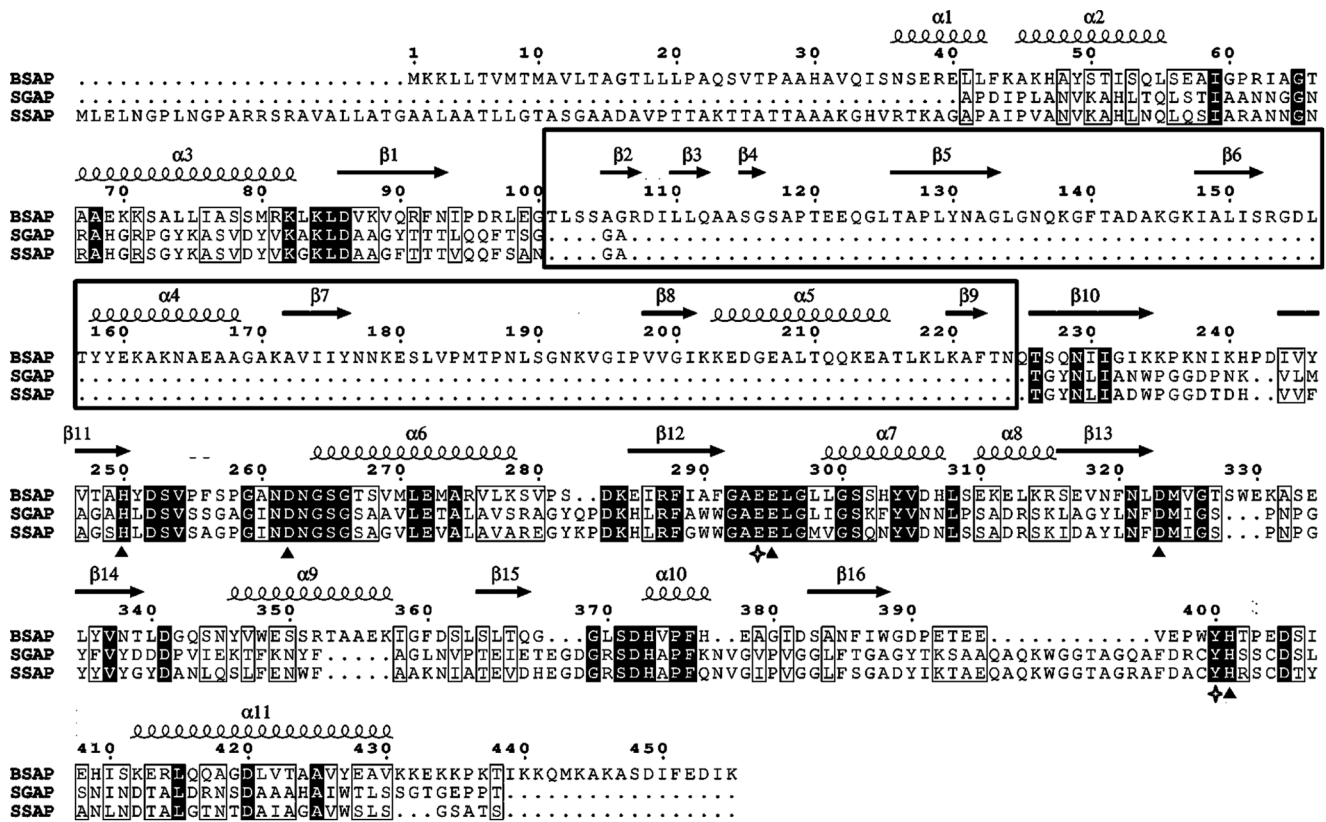 α1 α2
1 10 20 30 40 50 60
BSAP ........................MKKLLTVMTMAVLTAGTLLLPAQSVTPAAHAVQISNSERELLFKAKHAYSTISQLSEAIGPRIAGT
SGAP ................................................................APDIPLANVKAHLTQLSTIAANNGGN
SSAP MLELNGPLNGPARRSRAVALLATGALAALTLLGTASGAADAVPTTAKTTATTAAAKGHVRTKAGAPAIPVANVKAHLNQLQSIARANNGN
α3 β1 β2 β3 β4 β5 β6
70 80 90 100 110 120 130 140 150
BSAP AAEKKSALLIASSMRKLKLDVKVQRFNIPDRLEGTLSSAGRDILLQAASGSAPTEEQGLTAPLYNAGLGNQKGFTADAKGKIALISRGDL
SGAP RAHGRPGYKASVDYVKAKLDAAGYTTTLQQFTSG....GA..................................................
SSAP RAHGRSGYKASVDYVKGKLDAAGFTTTVQQFSAN....GA..................................................
α4 β7 β8 α5 β9 β10
160 170 180 190 200 210 220 230 240
BSAP TYYEKAKNAEAAGAKAVIIYNNKESLVPMTPNLSGNKVGIPVVGIKKEDGEALTQQKEATLKLKAFTNQTSQNIIGIKKPKNIKHPDIVY
SGAP .....................................................................TGYNLIANWPGGDPNK..VLM
SSAP .....................................................................TGYNLIADWPGGDTDH..VVF
β11 α6 β12 α7 α8 β13
250 260 270 280 290 300 310 320 330
BSAP VTAHYDSVPFSPGANDNGSGTSVMLEMARVLKSVPS..DKEIRFIAFGAEELGLLGSSHYVDHLSEKELKRSEVNFNLDMVGTSWEKASE
SGAP AGAHLDSVSSGAGINDNGSGSAAVLETALAVSRAGYQPDKHLRFAWWGAEELGLIGSKFYVNNLPSADRSKLAGYLNFDMIGS...PNPG
SSAP AGSHLDSVSAGPGINDNGSGSAGVLEVALAVAREGYKPDKHLRFGWWGAEELGMVGSQNYVDNLSSADRSKIDAYLNFDMIGS...PNPG
β14 α9 β15 α10 β16
340 350 360 370 380 390 400
BSAP LYVNTLDGQSNYVWESSRTAAEKIGFDSLSLTQG...GLSDHVPFH..EAGIDSANFIWGDPETEE............VEPWYHTPEDSI
SGAP YFVYDDDPVIEKTFKNYF.....AGLNVPTEIETEGDGRSDHAPFKNVGVPVGGLFTGAGYTKSAAQAQKWGGTAGQAFDRCYHSSCDSL
SSAP YYVYGYDANLQSLFENWF.....AAKNIATEVDHEGDGRSDHAPFQNVGIPVGGLFSGADYIKTAEQAQKWGGTAGRAFDACYHRSCDTY
α11
410 420 430 440 450
BSAP EHISKERLQQAGDLVTAAVYEAVKKEKKPKTIKKQMKAKASDIFEDIK
SGAP SNINDTALDRNSDAAAHAIWTLSSGTGEPPT.................
SSAP ANLNDTALGTNTDAIAGAVWSLS...GSATS.................